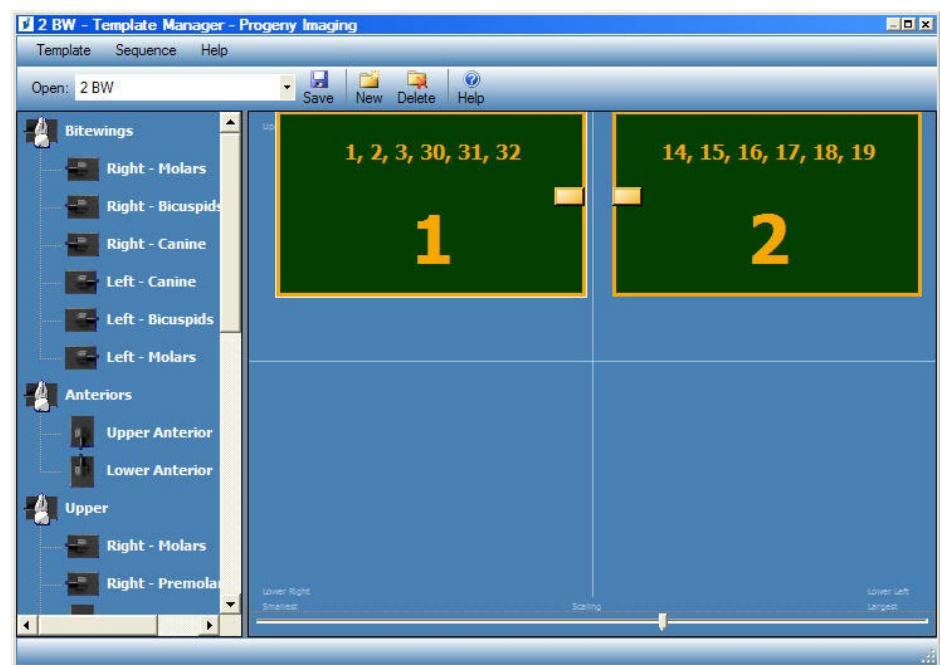 2 BW - Template Manager - Progeny Imaging
Template Sequence Help
Open: 2 BW
Save New Delete Help
Bitewings
Right - Molars
Right - Bicuspids
Right - Canine
Left - Canine
Left - Bicuspids
Left - Molars
Anteriors
Upper Anterior
Lower Anterior
Upper
Right - Molars
Right - Premola
1, 2, 3, 30, 31, 32
1
14, 15, 16, 17, 18, 19
2
Lower Right Lower Left
Smallest Scaling Largest